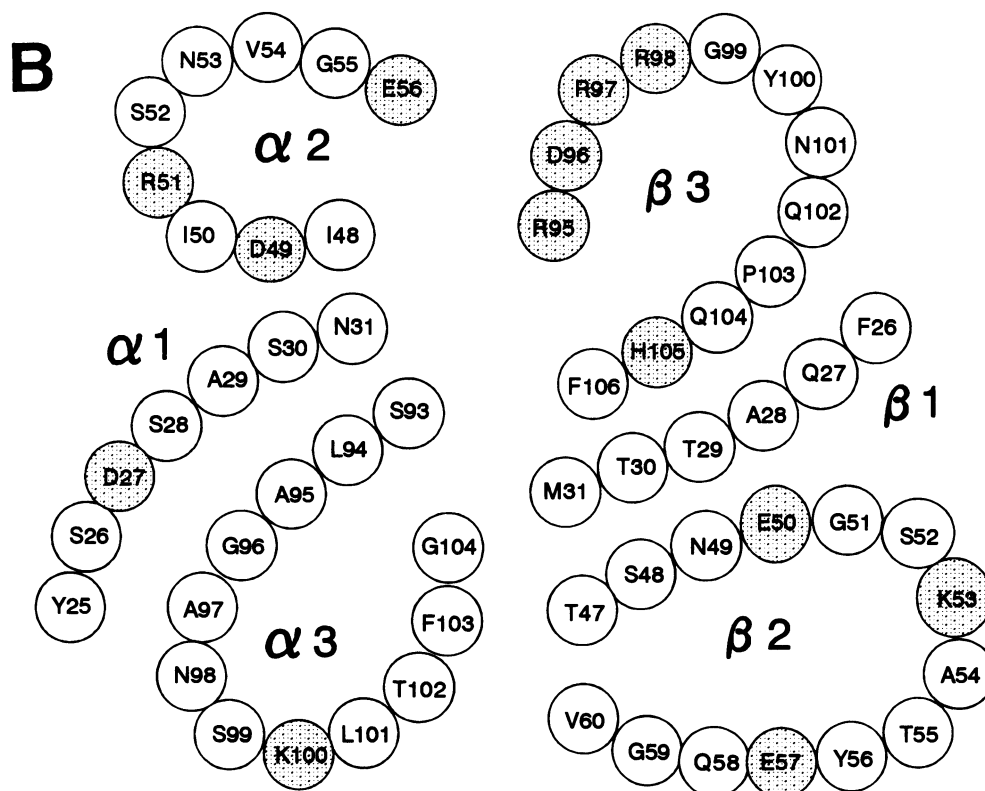 B
N53 V54 G55 E56
S52
α 2
R51
I50 D49 I48
α 1
Y25 S26 D27 S28 A29 S30 N31
S93 L94 A95 G96 A97 N98 S99 K100 L101 T102 F103 G104
α 3
R95 D96 R97 R98 G99 Y100 N101 Q102 P103 Q104 H105 F106
β 3
F26 Q27 A28 T29 T30 M31
β 1
T47 S48 N49 E50 G51 S52 K53 A54 T55 Y56 E57 Q58 G59 V60
β 2